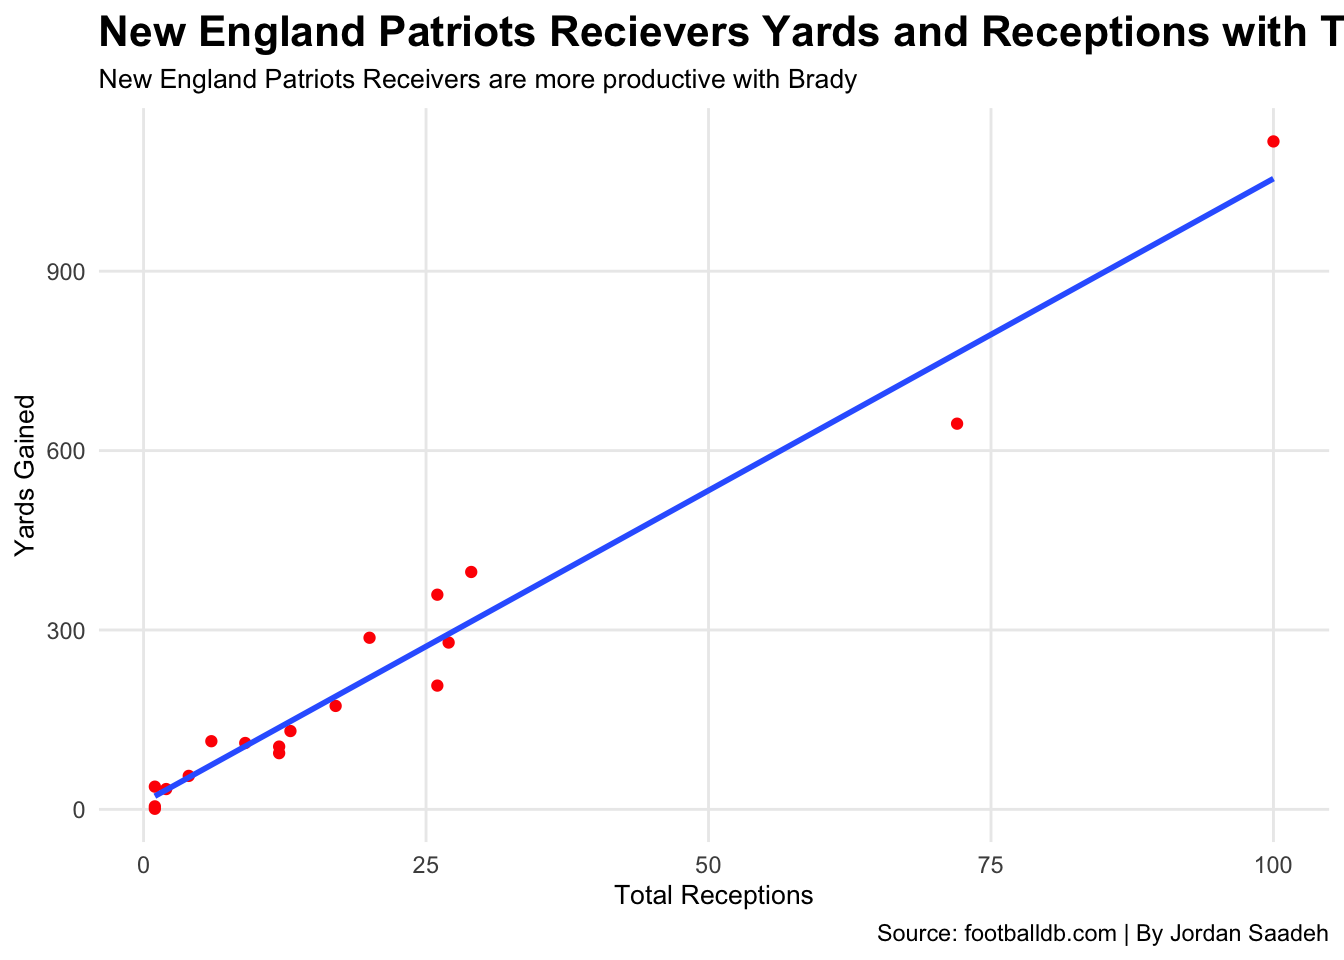 New England Patriots Recievers Yards and Receptions with T
New England Patriots Receivers are more productive with Brady
Yards Gained
900
600
300
0
0 25 50 75 100
Total Receptions
Source: footballdb.com | By Jordan Saadeh